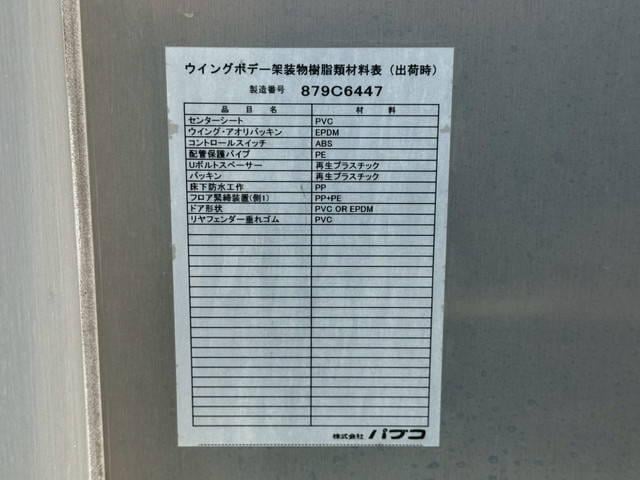 ウイングボデー架装物樹脂類材料表(出荷時)
製造番号 879C6447
品目名 材料
センターシート PVC
ウイング・アオリパッキン EPDM
コントロールスイッチ ABS
配管保護パイプ PE
Uボルトスペーサー 再生プラスチック
パッキン 再生プラスチック
床下防水工作 PP
フロア緊締装置(側1) PP+PE
ドア形状 PVC OR EPDM
リヤフェンダー垂れゴム PVC
株式会社 パブコ